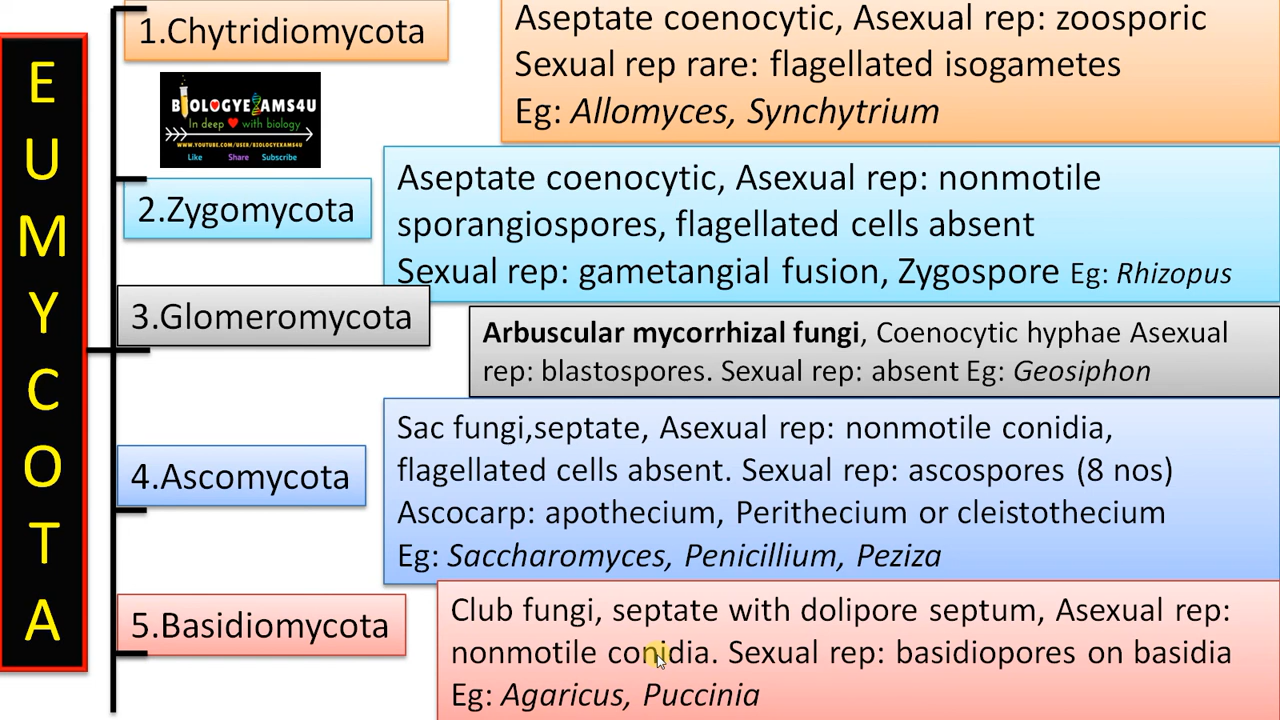 EUMYCOTA
1.Chytridiomycota
Aseptate coenocytic, Asexual rep: zoosporic
Sexual rep rare: flagellated isogametes
Eg: Allomyces, Synchytrium
BIOLOGYEXAMS4U
In deep ♥ with biology
WWW.YOUTUBE.COM/USER/BIOLOGYEXAMS4U
Like Share Subscribe
2.Zygomycota
Aseptate coenocytic, Asexual rep: nonmotile
sporangiospores, flagellated cells absent
Sexual rep: gametangial fusion, Zygospore Eg: Rhizopus
3.Glomeromycota
Arbuscular mycorrhizal fungi, Coenocytic hyphae Asexual
rep: blastospores. Sexual rep: absent Eg: Geosiphon
4.Ascomycota
Sac fungi,septate, Asexual rep: nonmotile conidia,
flagellated cells absent. Sexual rep: ascospores (8 nos)
Ascocarp: apothecium, Perithecium or cleistothecium
Eg: Saccharomyces, Penicillium, Peziza
5.Basidiomycota
Club fungi, septate with dolipore septum, Asexual rep:
nonmotile conidia. Sexual rep: basidiopores on basidia
Eg: Agaricus, Puccinia